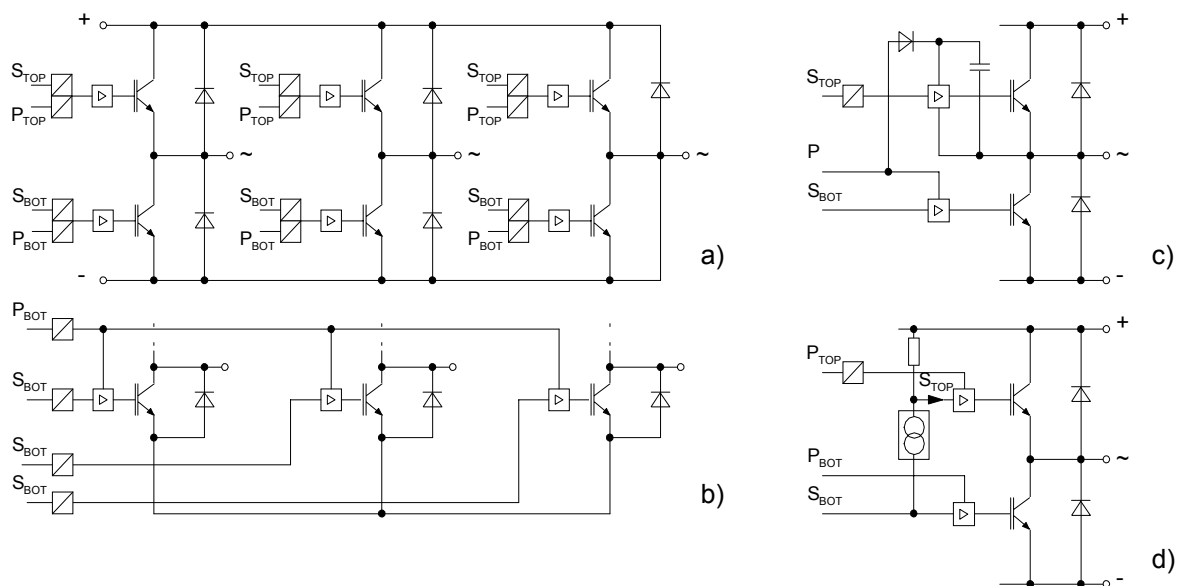 +
S_TOP
P_TOP
S_TOP
P_TOP
S_TOP
P_TOP
~
~
~
S_BOT
P_BOT
S_BOT
P_BOT
S_BOT
P_BOT
-
a)
P_BOT
S_BOT
S_BOT
S_BOT
b)
+
S_TOP
P
~
S_BOT
-
c)
+
P_TOP
S_TOP
P_BOT
~
S_BOT
-
d)